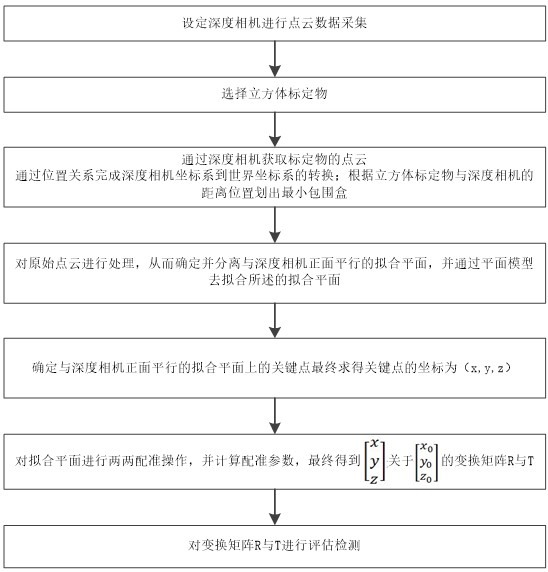 设定深度相机进行点云数据采集
选择立方体标定物
通过深度相机获取标定物的点云
通过位置关系完成深度相机坐标系到世界坐标系的转换；根据立方体标定物与深度相机的
距离位置划出最小包围盒
对原始点云进行处理，从而确定并分离与深度相机正面平行的拟合平面，并通过平面模型
去拟合所述的拟合平面
确定与深度相机正面平行的拟合平面上的关键点最终求得关键点的坐标为（x,y,z）
对拟合平面进行两两配准操作，并计算配准参数，最终得到[x y z]关于[x₀ y₀ z₀]的变换矩阵R与T
对变换矩阵R与T进行评估检测